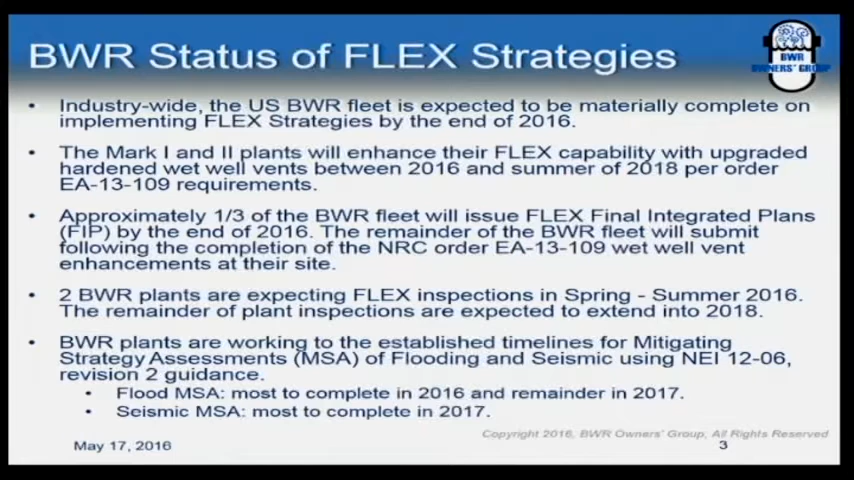 BWR Status of FLEX Strategies
BWR
OWNERS' GROUP
• Industry-wide, the US BWR fleet is expected to be materially complete on
implementing FLEX Strategies by the end of 2016.
• The Mark I and II plants will enhance their FLEX capability with upgraded
hardened wet well vents between 2016 and summer of 2018 per order
EA-13-109 requirements.
• Approximately 1/3 of the BWR fleet will issue FLEX Final Integrated Plans
(FIP) by the end of 2016. The remainder of the BWR fleet will submit
following the completion of the NRC order EA-13-109 wet well vent
enhancements at their site.
• 2 BWR plants are expecting FLEX inspections in Spring - Summer 2016.
The remainder of plant inspections are expected to extend into 2018.
• BWR plants are working to the established timelines for Mitigating
Strategy Assessments (MSA) of Flooding and Seismic using NEI 12-06,
revision 2 guidance.
• Flood MSA: most to complete in 2016 and remainder in 2017.
• Seismic MSA: most to complete in 2017.
Copyright 2016, BWR Owners' Group, All Rights Reserved
May 17, 2016
3